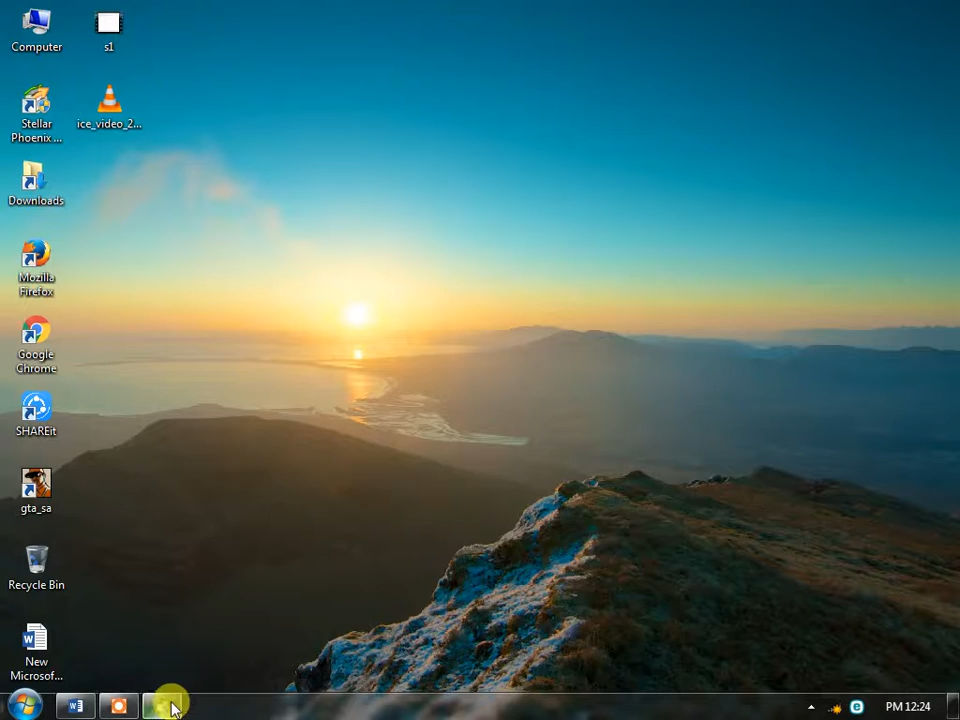 Computer
s1
Stellar
Phoenix ...
ice_video_2...
Downloads
Mozilla
Firefox
Google
Chrome
SHAREit
gta_sa
Recycle Bin
New
Microsof...
PM 12:24